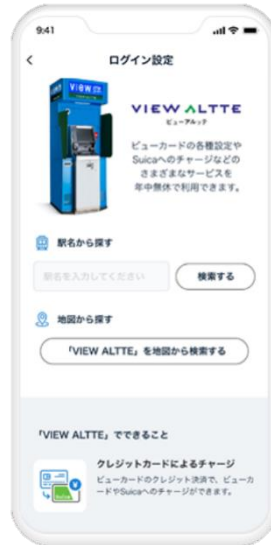 9:41
ログイン設定
VIEW ALTTE
ビューアルッテ
ビューカードの各種設定や
Suicaへのチャージなどの
さまざまなサービスを
年中無休で利用できます。
駅名から探す
駅名を入力してください
検索する
地図から探す
「VIEW ALTTE」を地図から検索する
「VIEW ALTTE」でできること
クレジットカードによるチャージ
ビューカードのクレジット決済で、ビューカ
ードやSuicaへのチャージができます。